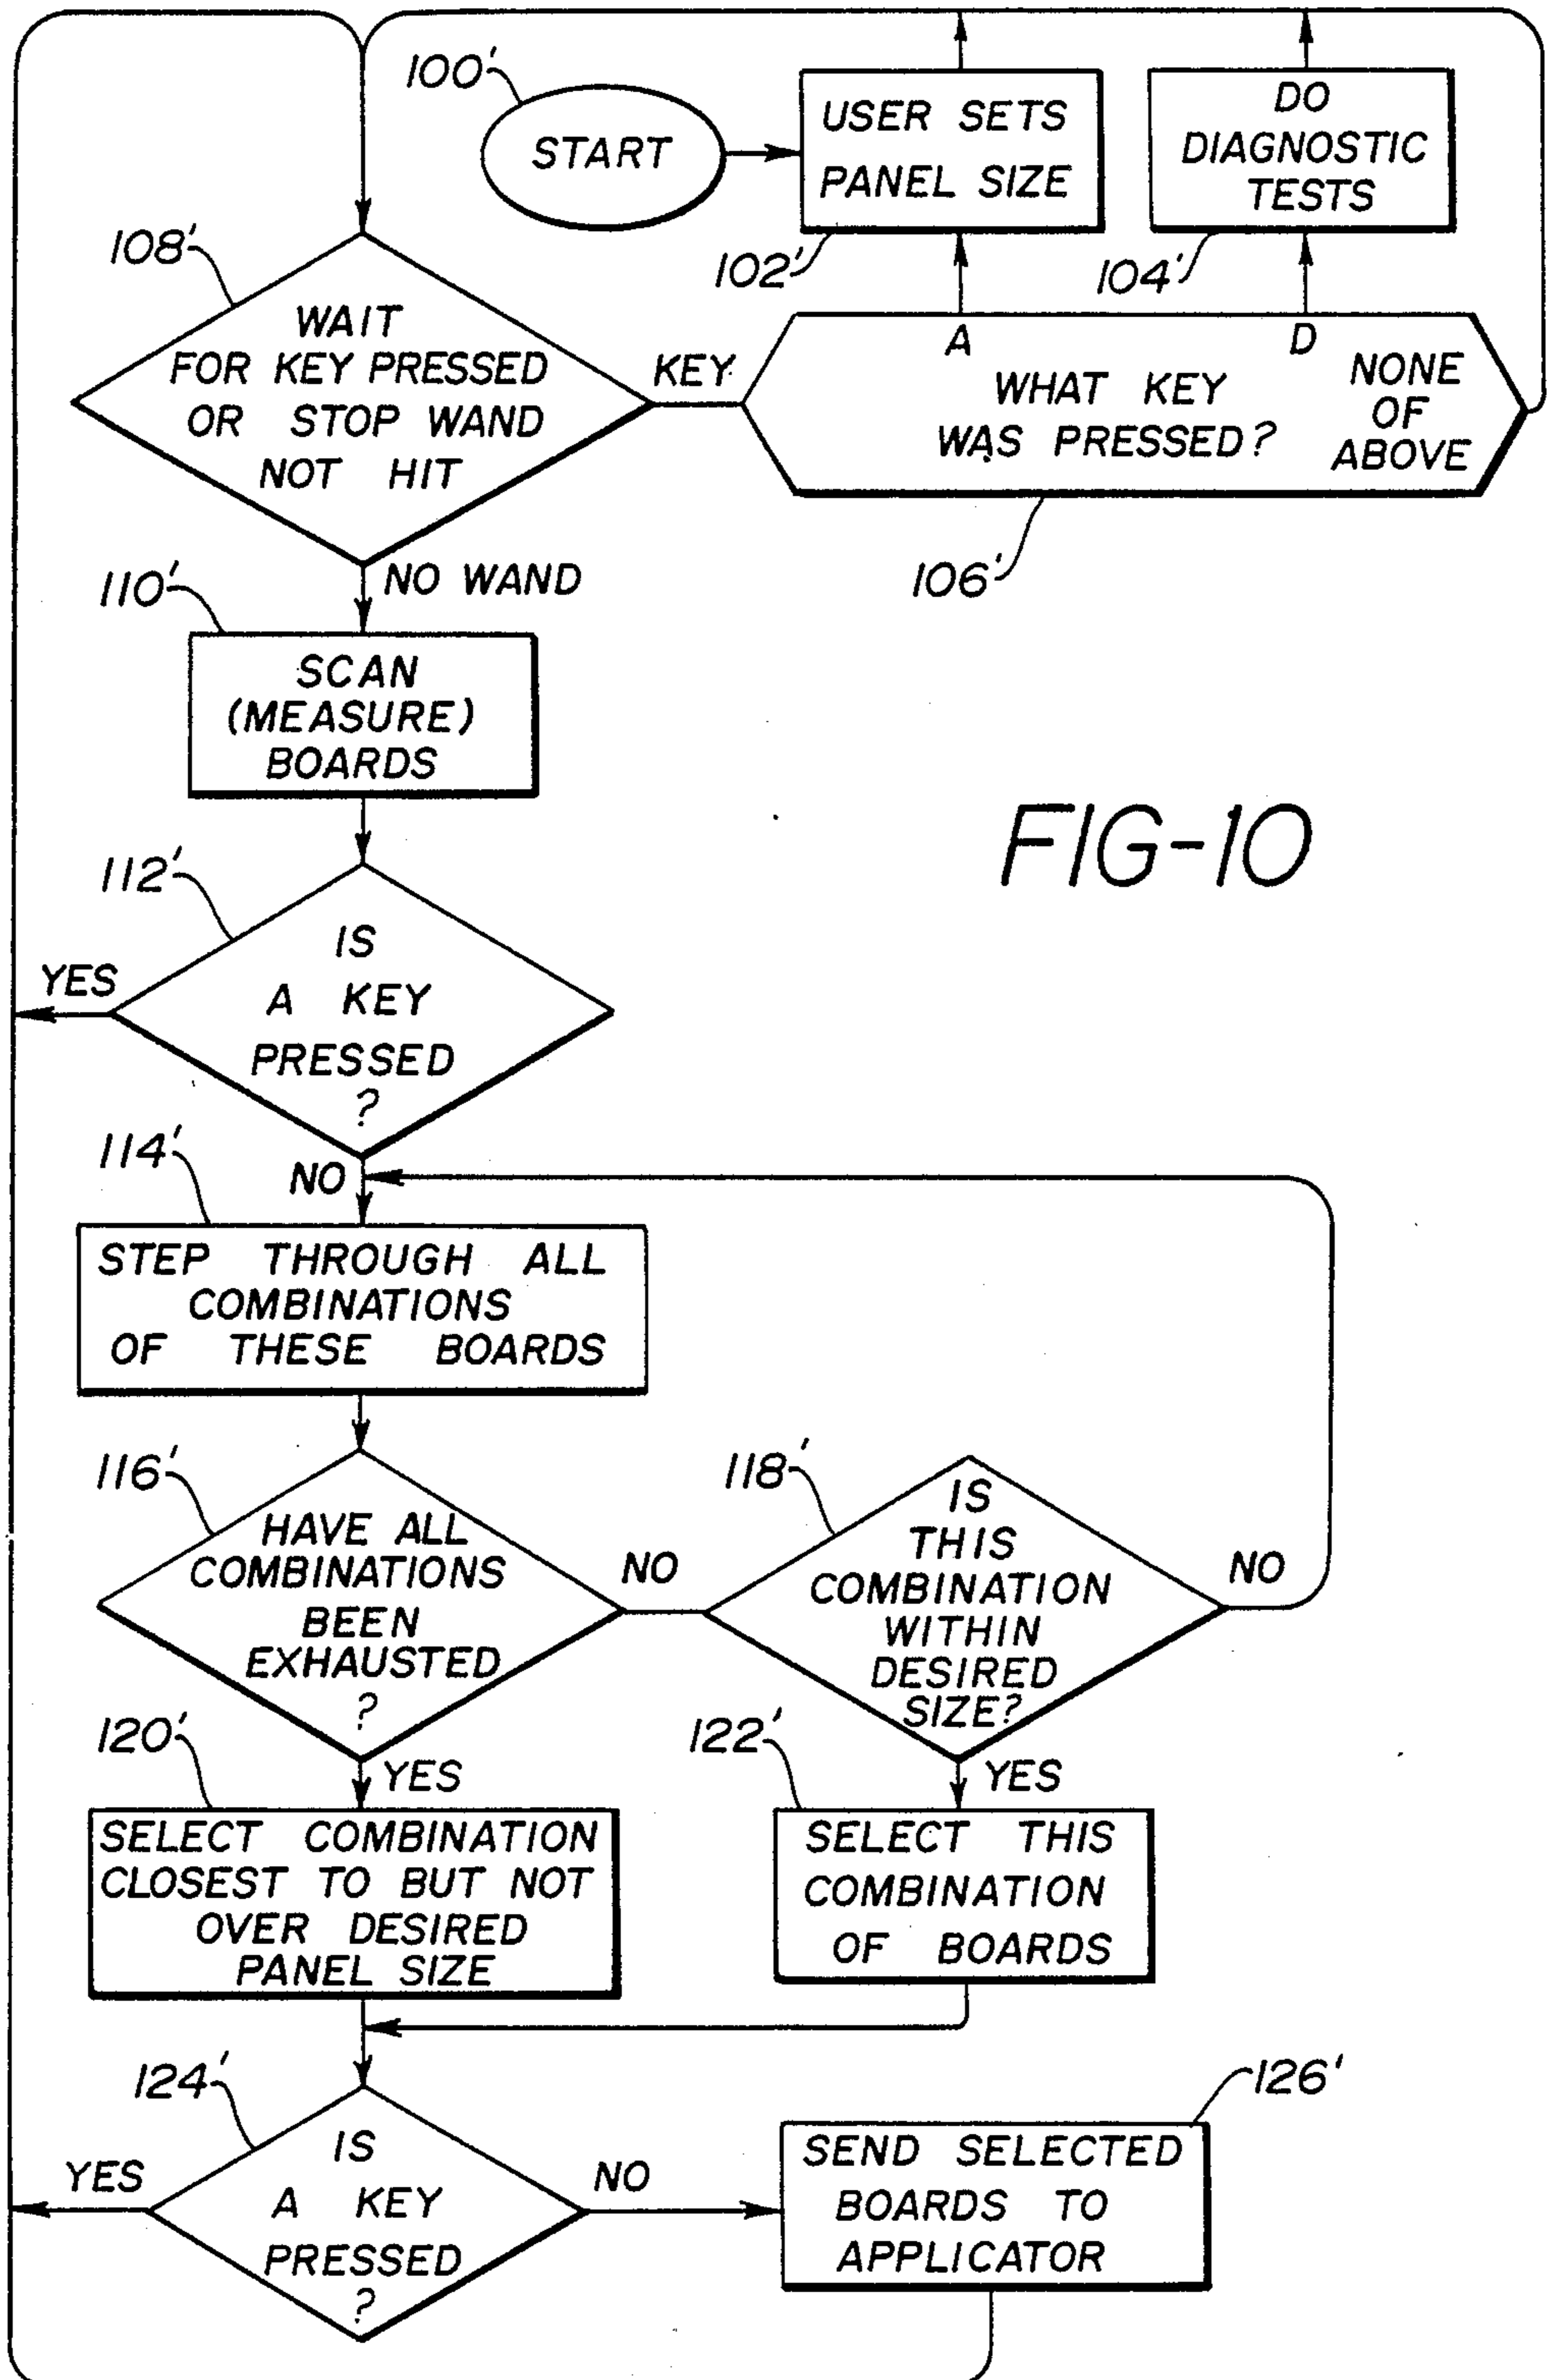 100'
START
USER SETS
PANEL SIZE
102'
DO
DIAGNOSTIC
TESTS
104'
108'
WAIT
FOR KEY PRESSED
OR STOP WAND
NOT HIT
KEY
A
D
WHAT KEY
WAS PRESSED?
NONE
OF
ABOVE
106'
NO WAND
110'
SCAN
(MEASURE)
BOARDS
FIG-10
112'
IS
A KEY
PRESSED
?
YES
NO
114'
STEP THROUGH ALL
COMBINATIONS
OF THESE BOARDS
116'
HAVE ALL
COMBINATIONS
BEEN
EXHAUSTED
?
NO
118'
IS
THIS
COMBINATION
WITHIN
DESIRED
SIZE?
NO
120'
YES
SELECT COMBINATION
CLOSEST TO BUT NOT
OVER DESIRED
PANEL SIZE
122'
YES
SELECT THIS
COMBINATION
OF BOARDS
124'
IS
A KEY
PRESSED
?
YES
NO
126'
SEND SELECTED
BOARDS TO
APPLICATOR